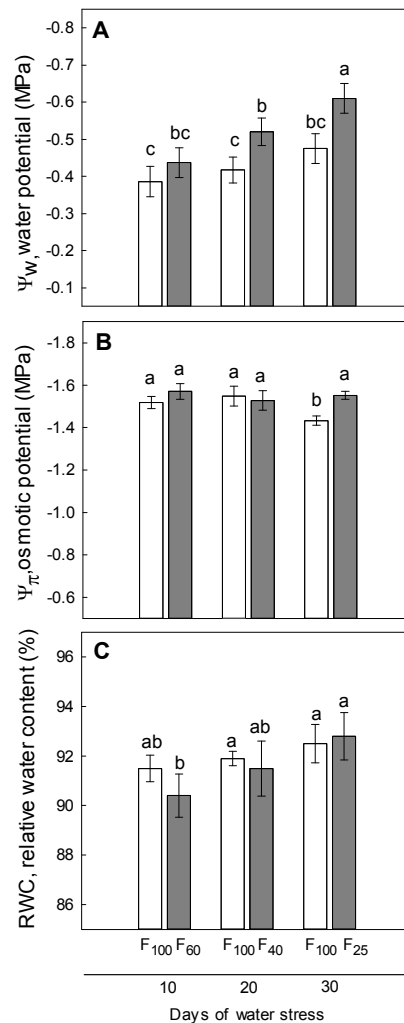 A
Ψw, water potential (MPa)
-0.8
-0.7
-0.6
-0.5
-0.4
-0.3
-0.2
-0.1
c
bc
c
b
bc
a
B
Ψπ, osmotic potential (MPa)
-1.8
-1.6
-1.4
-1.2
-1.0
-0.8
-0.6
a
a
a
a
b
a
C
RWC, relative water content (%)
96
94
92
90
88
86
ab
b
a
ab
a
a
F100 F60 F100 F40 F100 F25
10 20 30
Days of water stress